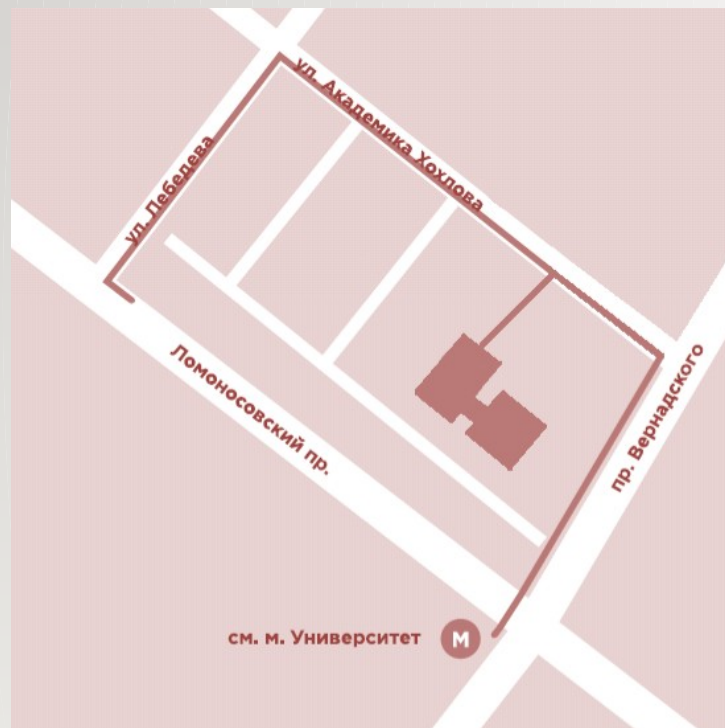 ул. Академика Хохлова
ул. Лебедева
Ломоносовский пр.
пр. Вернадского
см. м. Университет
М